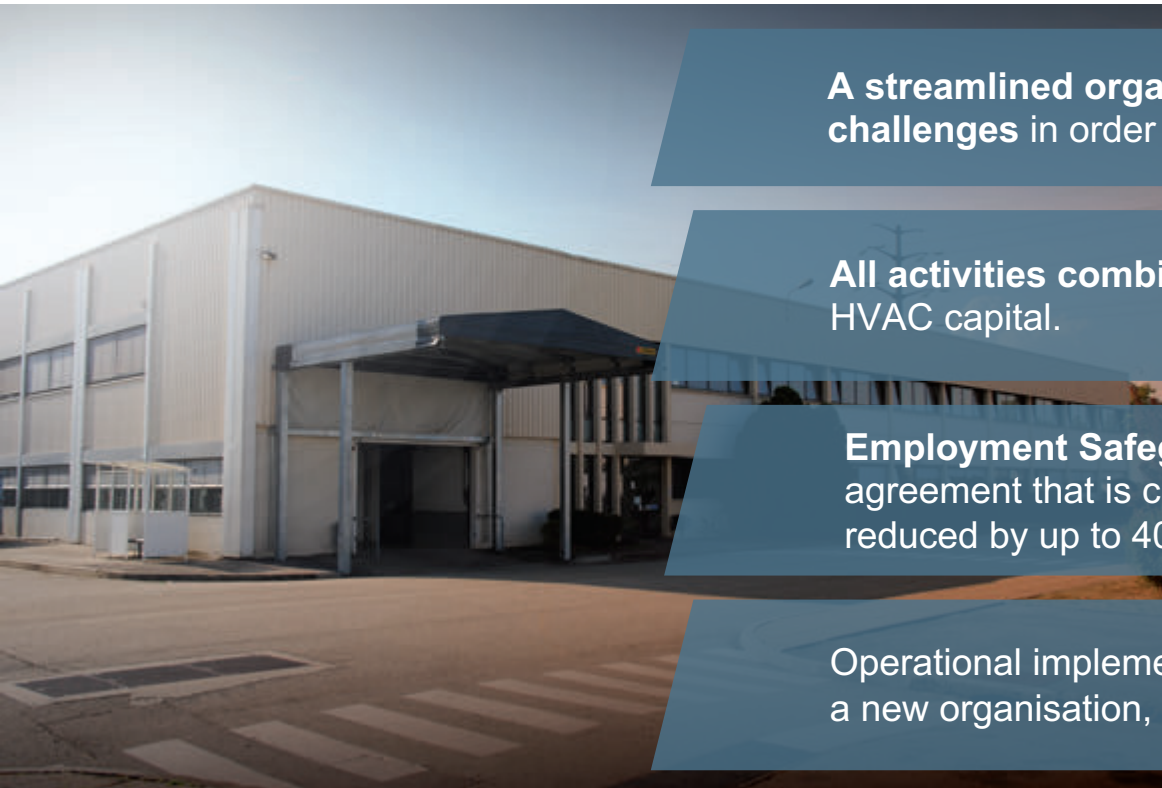 A streamlined orga
challenges in order
All activities combi
HVAC capital.
Employment Safeg
agreement that is c
reduced by up to 40
Operational impleme
a new organisation,